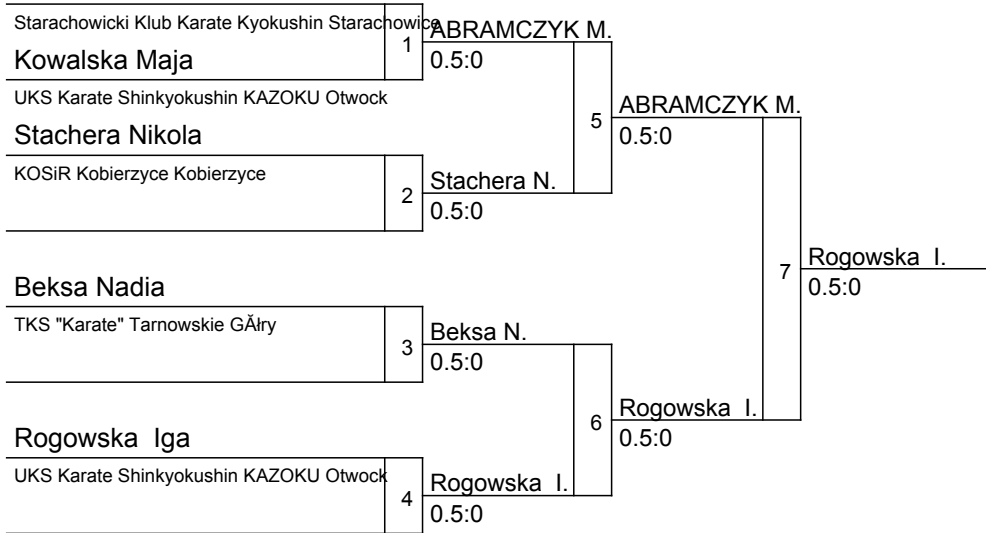 Starachowicki Klub Karate Kyokushin Starachowice
1
ABRAMCZYK M.
0.5:0
Kowalska Maja
UKS Karate Shinkyokushin KAZOKU Otwock
5
ABRAMCZYK M.
0.5:0
Stachera Nikola
KOSiR Kobierzyce Kobierzyce
2
Stachera N.
0.5:0
7
Rogowska  I.
0.5:0
Beksa Nadia
TKS "Karate" Tarnowskie GĂłry
3
Beksa N.
0.5:0
6
Rogowska  I.
0.5:0
Rogowska  Iga
UKS Karate Shinkyokushin KAZOKU Otwock
4
Rogowska  I.
0.5:0